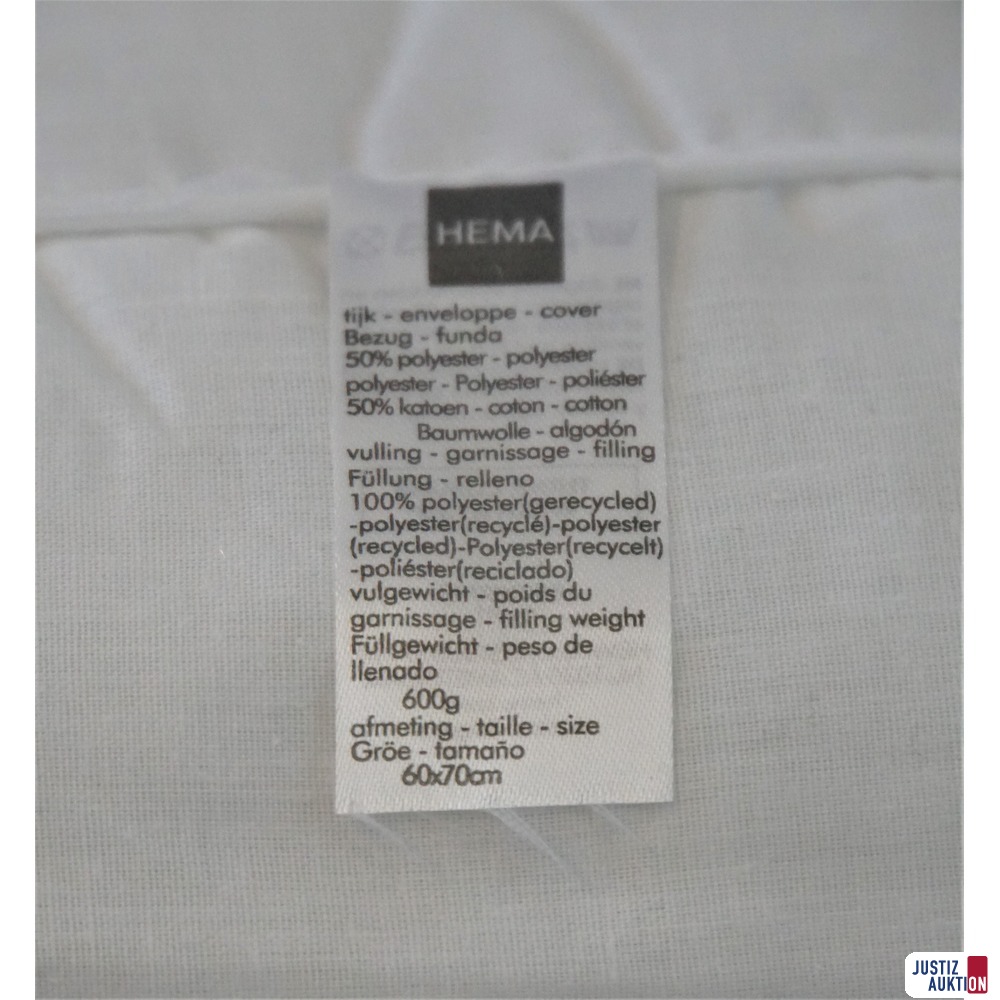 HEMA
tijk - enveloppe - cover
Bezug - funda
50% polyester - polyester
polyester - Polyester - poliéster
50% katoen - coton - cotton
Baumwolle - algodón
vulling - garnissage - filling
Füllung - relleno
100% polyester(gerecycled)
-polyester(recyclé)-polyester
(recycled)-Polyester(recycelt)
-poliéster(reciclado)
vulgewicht - poids du
garnissage - filling weight
Füllgewicht - peso de
llenado
600g
afmeting - taille - size
Gröe - tamaño
60x70cm
JUSTIZ
AUKTION